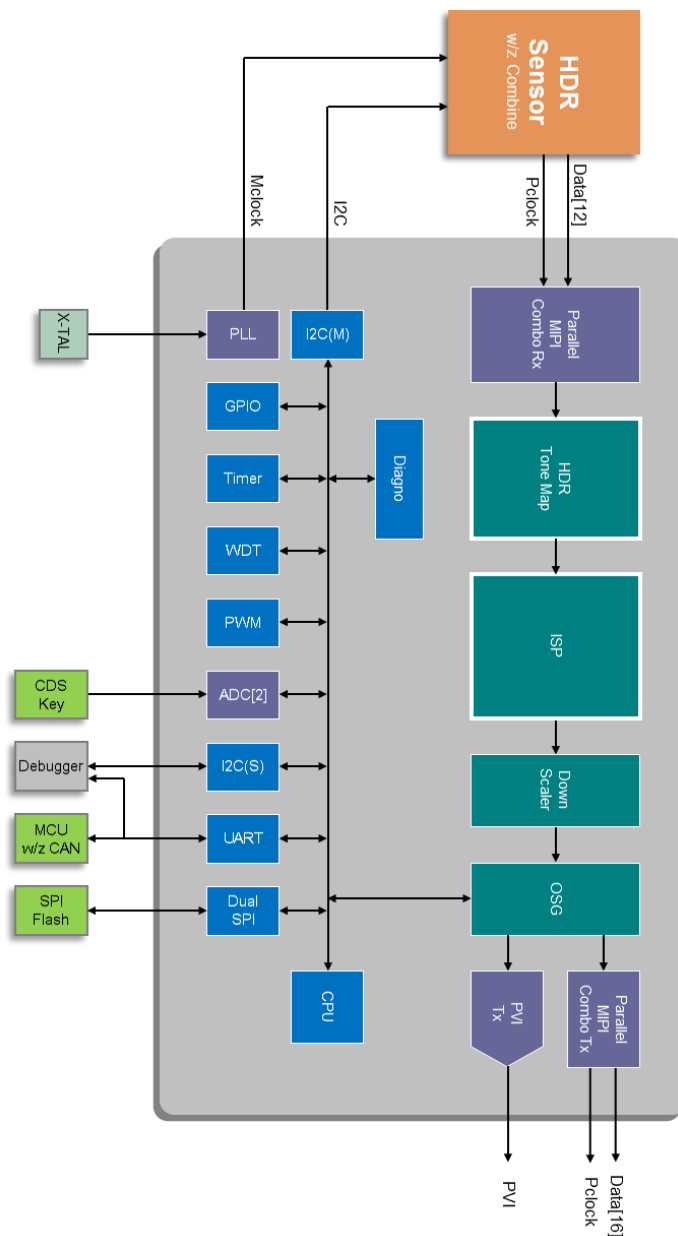 HDR
Sensor
w/z Combine
Mclock
I2C
Pclock
Data[12]
X-TAL
PLL
I2C(M)
Parallel
MIPI
Combo Rx
GPIO
Timer
Diagno
HDR
Tone Map
WDT
PWM
ISP
CDS
Key
ADC[2]
Debugger
I2C(S)
Down
Scaler
MCU
w/z CAN
UART
SPI
Flash
Dual
SPI
OSG
CPU
PVI
Tx
Parallel
MIPI
Combo Tx
PVI
Pclock
Data[16]